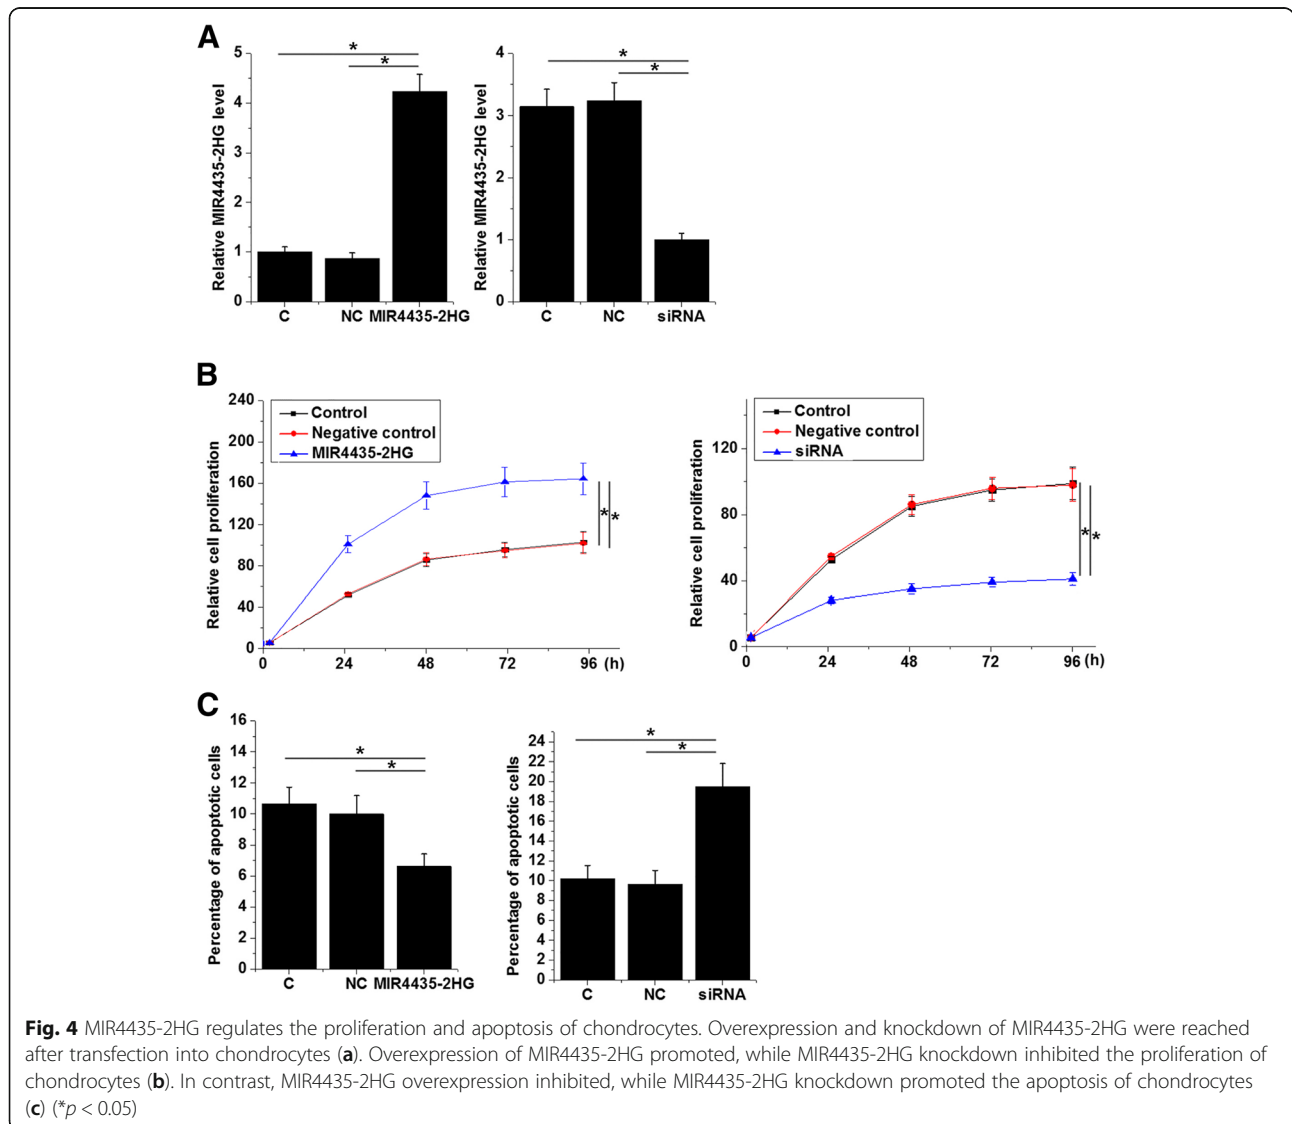 A
Relative MIR4435-2HG level
5
4
3
2
1
0
*
*
C NC MIR4435-2HG
Relative MIR4435-2HG level
4
3
2
1
0
*
*
C NC siRNA
B
Relative cell proliferation
240
200
160
120
80
40
0
Control
Negative control
MIR4435-2HG
*
*
0 24 48 72 96 (h)
Relative cell proliferation
120
80
40
0
Control
Negative control
siRNA
*
*
0 24 48 72 96 (h)
C
Percentage of apoptotic cells
16
14
12
10
8
6
4
2
0
*
*
C NC MIR4435-2HG
Percentage of apoptotic cells
24
22
20
18
16
14
12
10
8
6
4
2
0
*
*
C NC siRNA
Fig. 4 MIR4435-2HG regulates the proliferation and apoptosis of chondrocytes. Overexpression and knockdown of MIR4435-2HG were reached
after transfection into chondrocytes (a). Overexpression of MIR4435-2HG promoted, while MIR4435-2HG knockdown inhibited the proliferation of
chondrocytes (b). In contrast, MIR4435-2HG overexpression inhibited, while MIR4435-2HG knockdown promoted the apoptosis of chondrocytes
(c) (*p < 0.05)